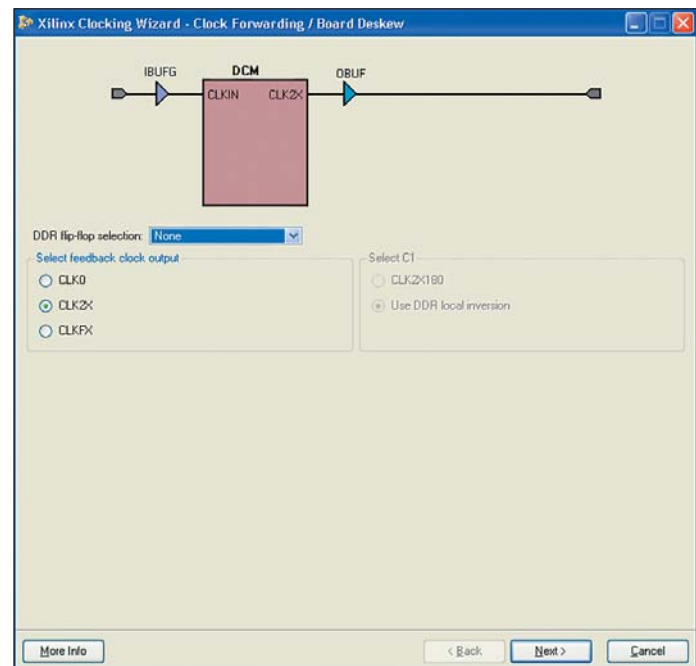 Xilinx Clocking Wizard - Clock Forwarding / Board Deskew
IBUFG
DCM
OBUF
CLKIN
CLK2X
DDR flip-flop selection:
None
Select feedback clock output
CLK0
CLK2X
CLKFX
Select C1
CLK2X180
Use DDR local inversion
More Info
< Back
Next >
Cancel